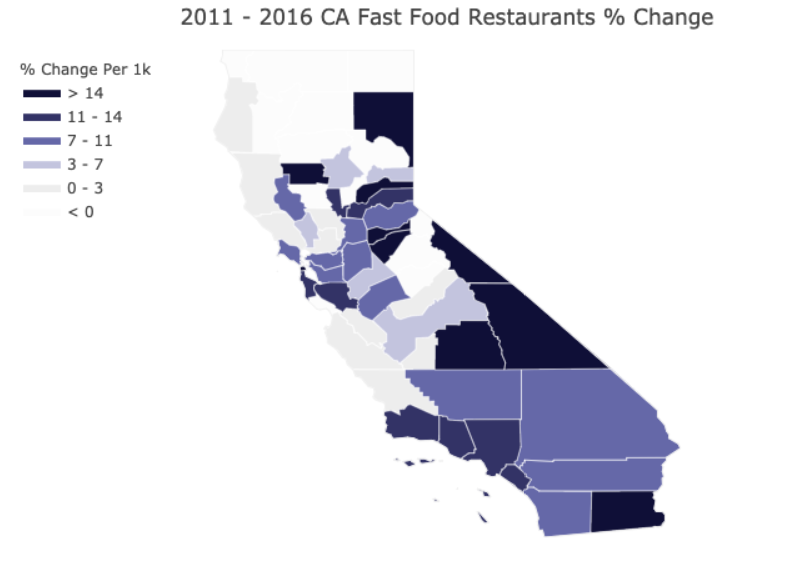 2011 - 2016 CA Fast Food Restaurants % Change
% Change Per 1k
> 14
11 - 14
7 - 11
3 - 7
0 - 3
< 0